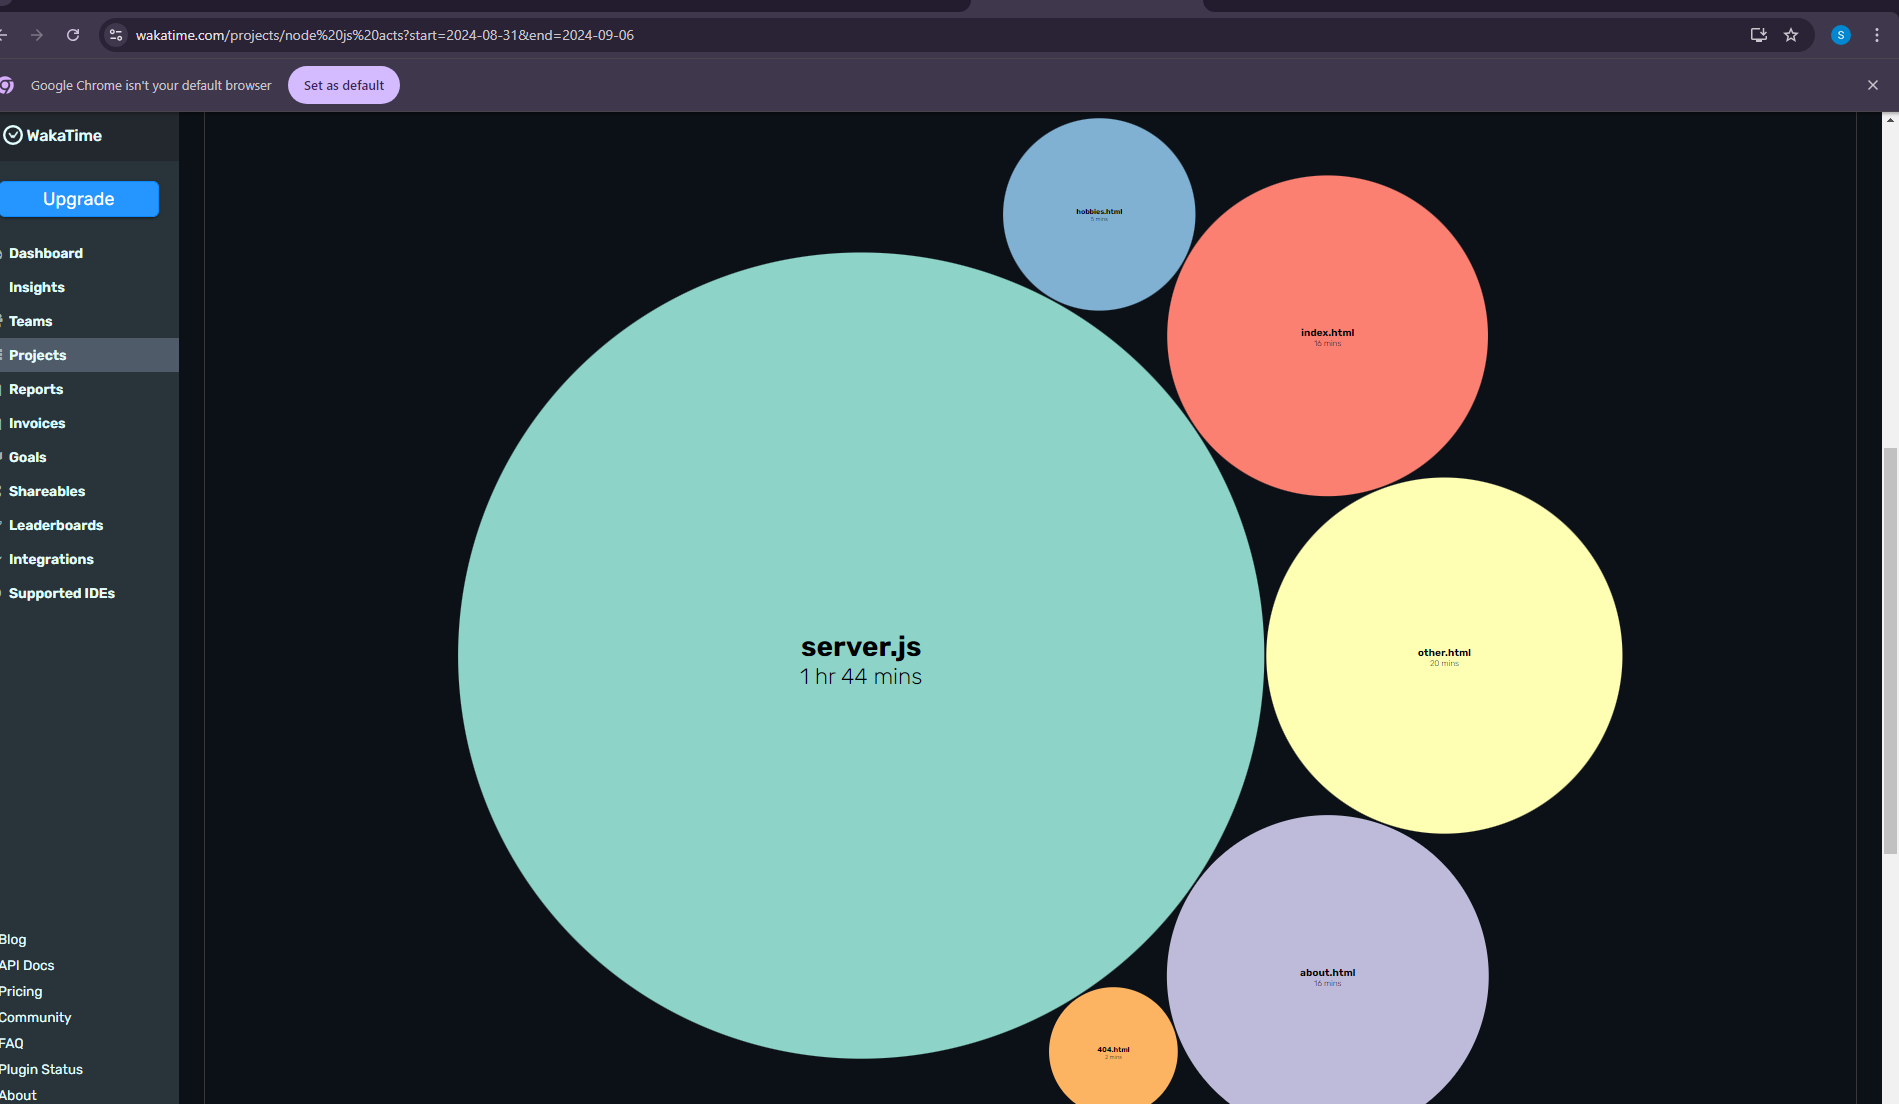 wakatime.com/projects/node%20js%20acts?start=2024-08-31&end=2024-09-06
S
Google Chrome isn't your default browser
Set as default
WakaTime
Upgrade
Dashboard
Insights
Teams
Projects
Reports
Invoices
Goals
Shareables
Leaderboards
Integrations
Supported IDEs
Blog
API Docs
Pricing
Community
FAQ
Plugin Status
About
hobbies.html
5 mins
index.html
16 mins
server.js
1 hr 44 mins
other.html
20 mins
about.html
16 mins
404.html
2 mins